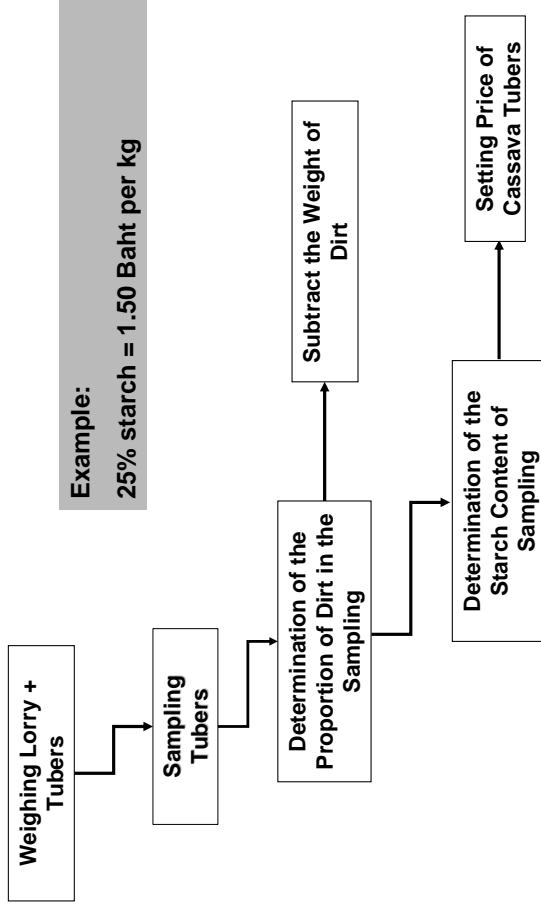 Weighing Lorry +
Tubers
Example:
25% starch = 1.50 Baht per kg
Sampling
Tubers
Determination of the
Proportion of Dirt in the
Sampling
Subtract the Weight of
Dirt
Determination of the
Starch Content of
Sampling
Setting Price of
Cassava Tubers